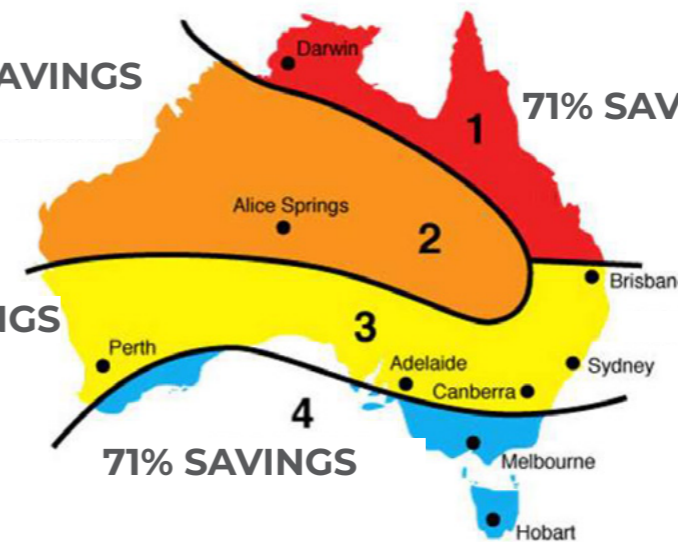 Darwin
AVINGS
71% SAV
1
Alice Springs
2
Brisban
NGS
3
Perth
Adelaide
Sydney
Canberra
4
71% SAVINGS
Melbourne
Hobart